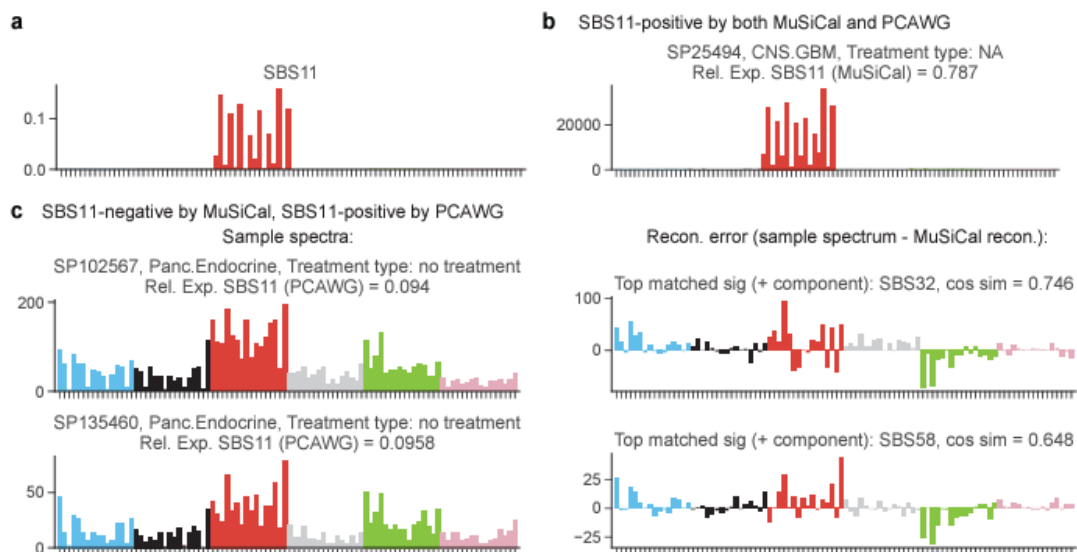 a
SBS11
0.1
0.0
b SBS11-positive by both MuSiCal and PCAWG
SP25494, CNS.GBM, Treatment type: NA
Rel. Exp. SBS11 (MuSiCal) = 0.787
20000
0
c SBS11-negative by MuSiCal, SBS11-positive by PCAWG
Sample spectra:
SP102567, Panc.Endocrine, Treatment type: no treatment
Rel. Exp. SBS11 (PCAWG) = 0.094
200
0
SP135460, Panc.Endocrine, Treatment type: no treatment
Rel. Exp. SBS11 (PCAWG) = 0.0958
50
0
Recon. error (sample spectrum - MuSiCal recon.):
Top matched sig (+ component): SBS32, cos sim = 0.746
100
0
Top matched sig (+ component): SBS58, cos sim = 0.648
25
0
−25